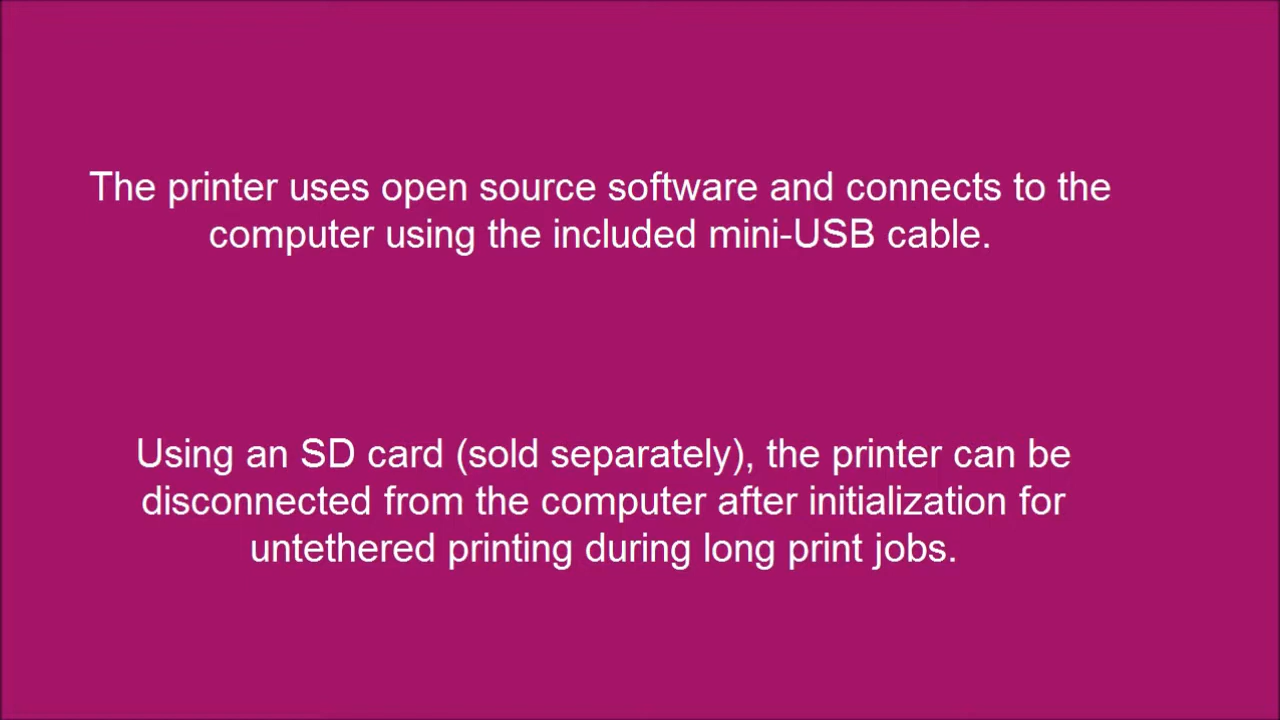 The printer uses open source software and connects to the
computer using the included mini-USB cable.
Using an SD card (sold separately), the printer can be
disconnected from the computer after initialization for
untethered printing during long print jobs.